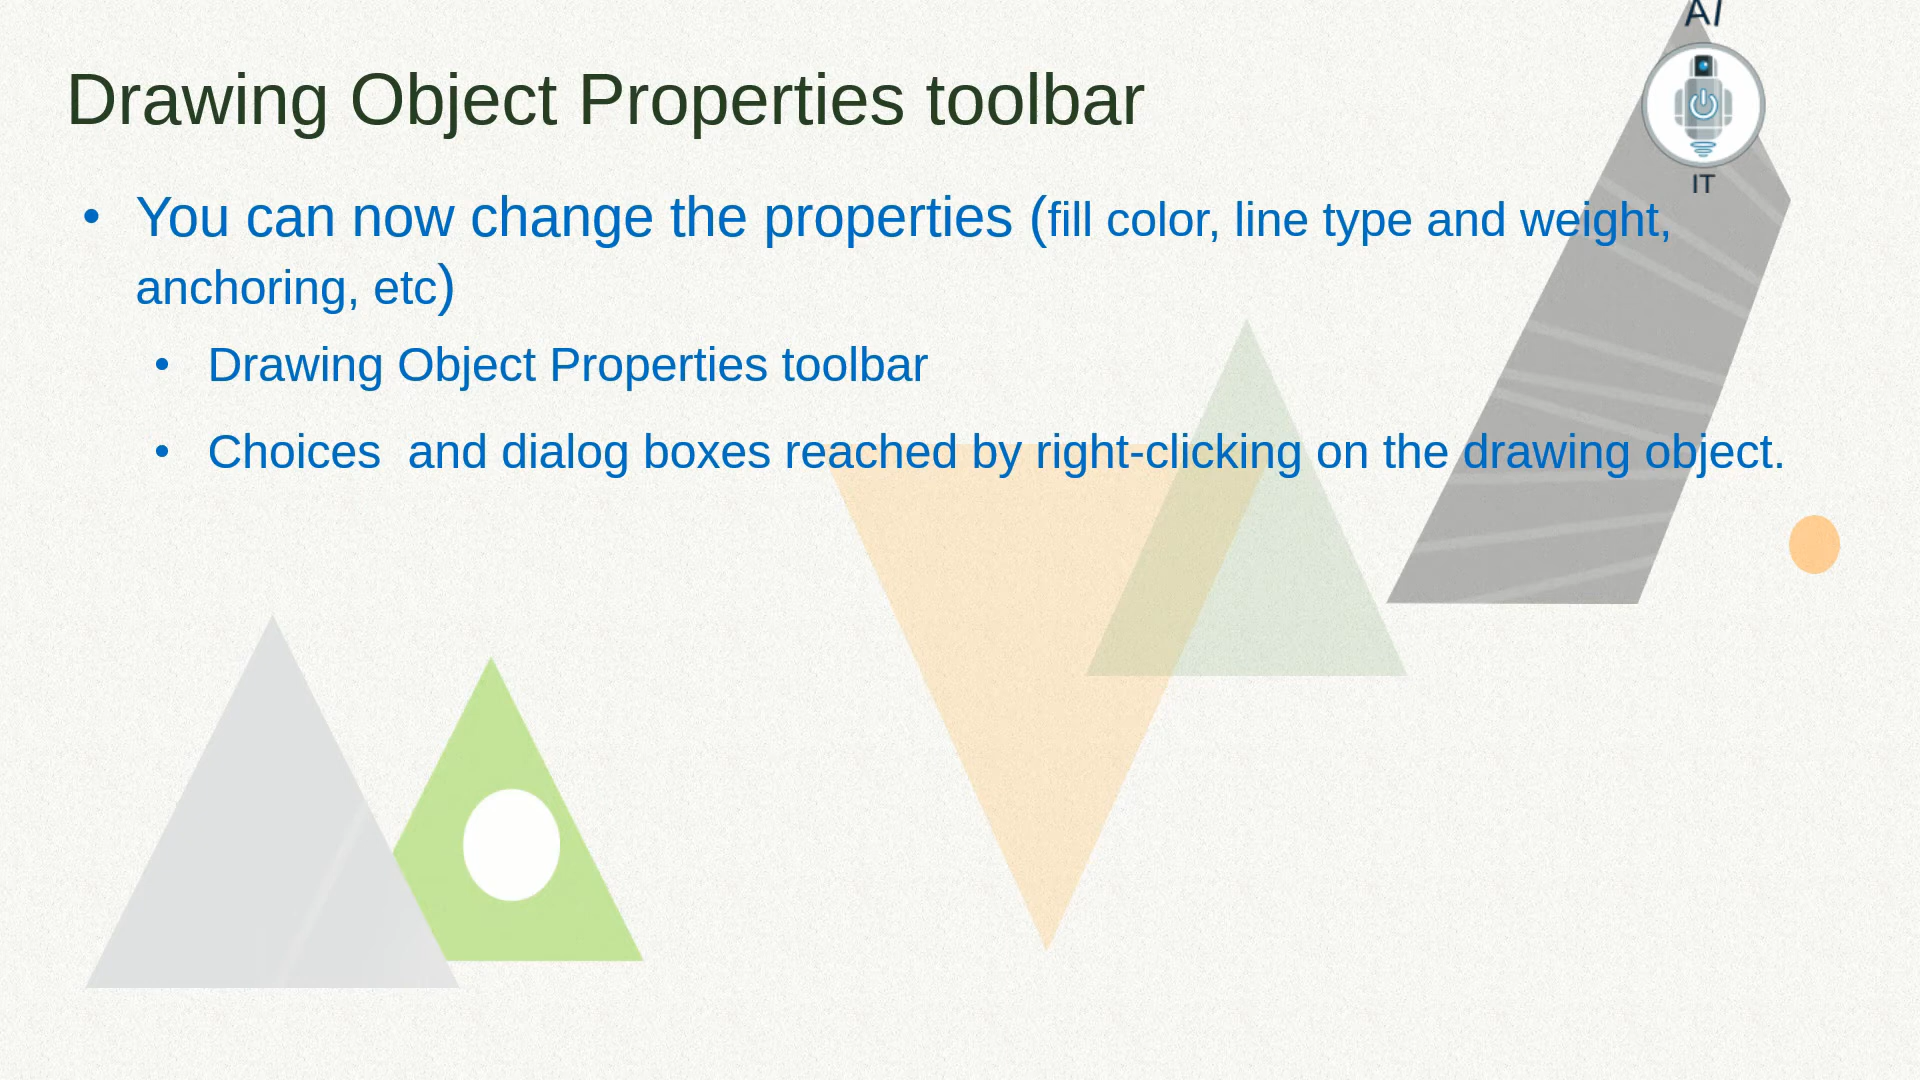 AI
Drawing Object Properties toolbar
IT
• You can now change the properties (fill color, line type and weight,
anchoring, etc)
• Drawing Object Properties toolbar
• Choices  and dialog boxes reached by right-clicking on the drawing object.